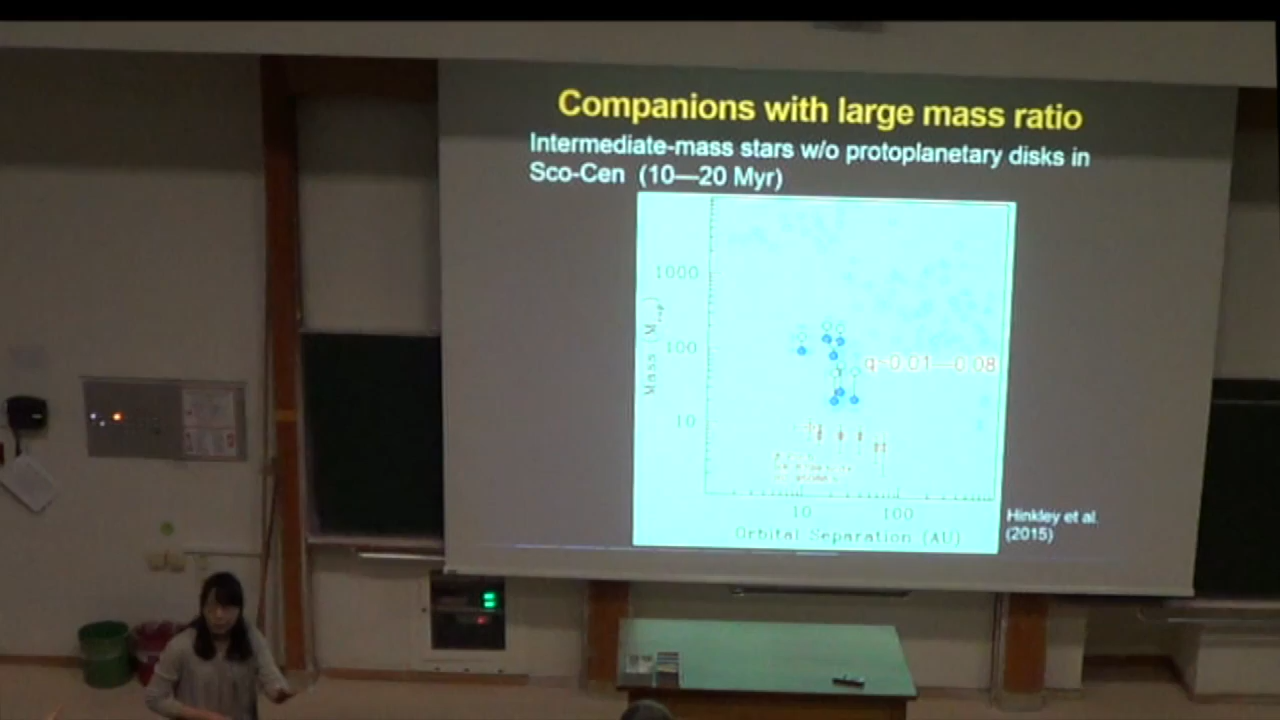 Companions with large mass ratio
Intermediate-mass stars w/o protoplanetary disks in
Sco-Cen (10—20 Myr)
1000
100
10
q~0.01—0.08
10
100
Orbital Separation (AU)
Hinkley et al.
(2015)